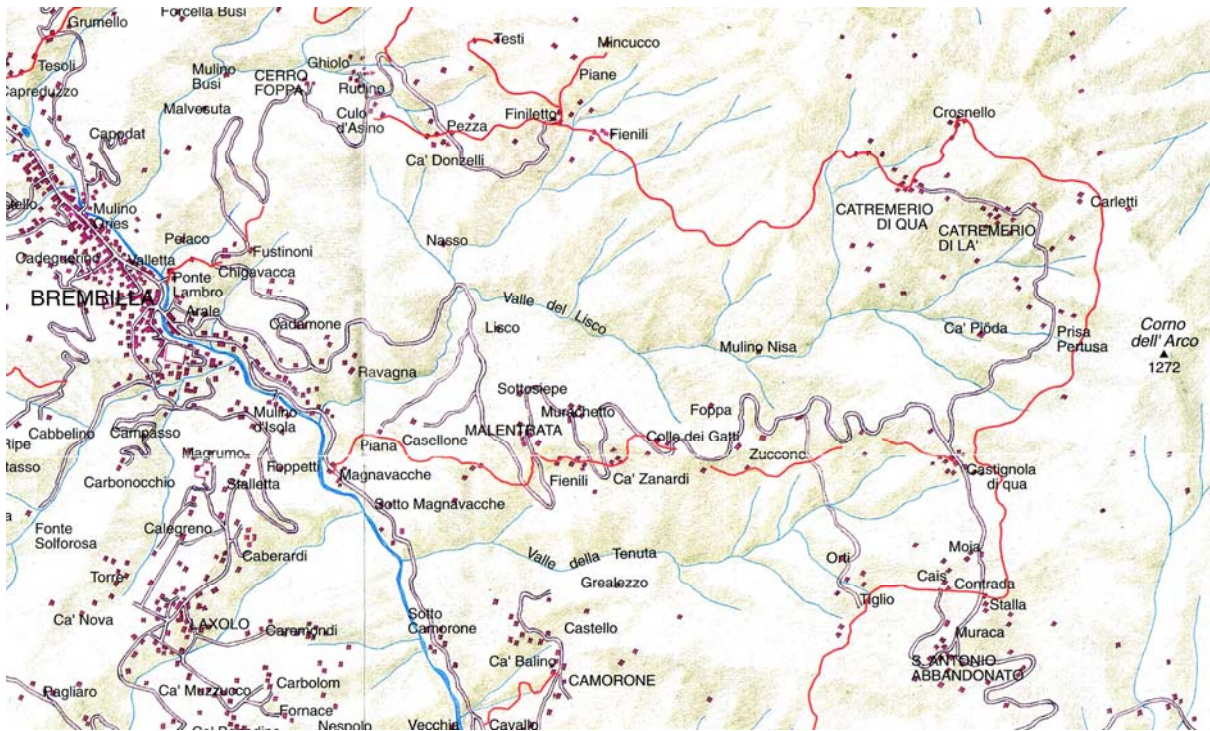 Forcella Busi
Grumello
Testi
Mincucco
Tesoli
Ghiolo
Mulino
Busi
CERRO
FOPPA
Piane
Rudino
Capreduzzo
Malvesuta
Culo
d'Asino
Finiletto
Pezza
Crosnello
Capodat
Fienili
Ca' Donzelli
Carletti
Mulino
Gries
CATREMERIO
DI QUA
CATREMERIO
DI LA'
Pelaco
Nasso
Fustinoni
Cadeguerino
Valletta
Chigavacca
Ponte
Lambro
BREMBILLA
Valle del Lisco
Arale
Cadamone
Lisco
Ca' Pioda
Prisa
Pertusa
Corno
dell' Arco
1272
Mulino Nisa
Ravagna
Sottosiepe
Mulino
d'Isola
Murachetto
Foppa
Cabbelino
Campasso
MALENTRATA
Piana
Casellone
Colle dei Gatti
Ripe
Magrumo
Zuccone
Foppetti
Magnavacche
Castignola
di qua
Carbonocchio
Stalletta
Fienili
Ca' Zanardi
Sotto Magnavacche
Fonte
Solforosa
Calegreno
Caberardi
Valle della Tenuta
Moja
Orti
Torre
Grealezzo
Cais
Contrada
Tiglio
Stalla
Ca' Nova
LAXOLO
Caremondi
Sotto
Camorone
Castello
Muraca
Ca' Balino
S. ANTONIO
ABBANDONATO
CAMORONE
Pagliaro
Ca' Muzzuoco
Carbolom
Fornace
Nespolo
Vecchia
Cavallo